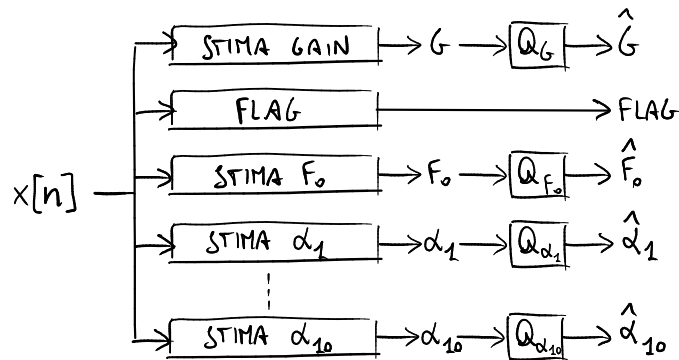 STIMA GAIN G Q_G Ĝ
FLAG FLAG
x[n] STIMA F₀ F₀ Q_F₀ F̂₀
STIMA α₁ α₁ Q_α₁ α̂₁
STIMA α₁₀ α₁₀ Q_α₁₀ α̂₁₀